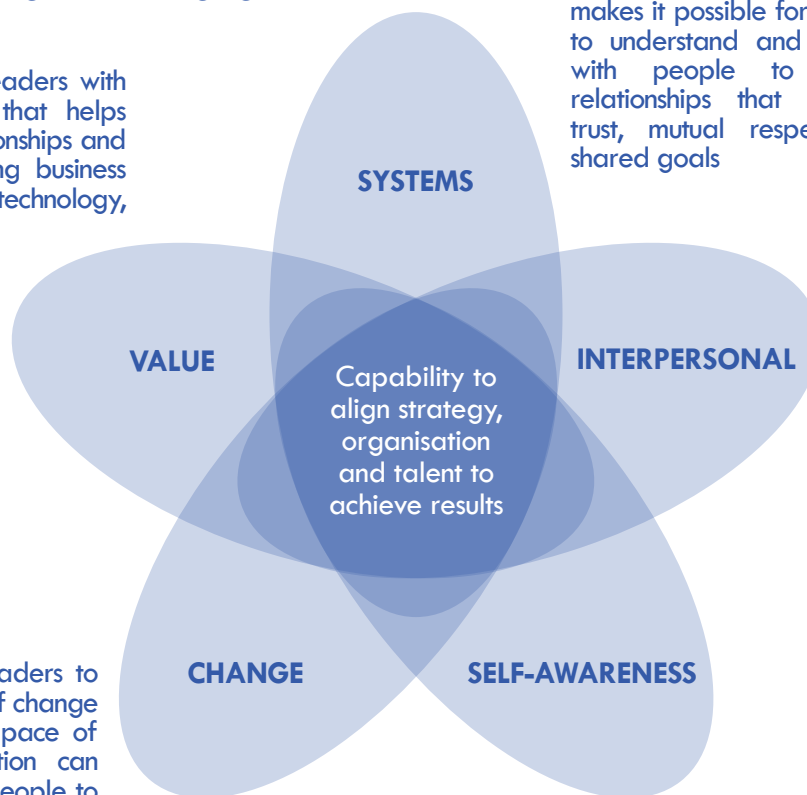 makes it possible for
to understand and
with people to
relationships that
trust, mutual
shared goals
aders with
that helps
onships and
ng business
technology,
SYSTEMS
VALUE
INTERPERSONAL
Capability to
align strategy,
organisation
and talent to
achieve results
CHANGE
SELF-AWARENESS
aders to
f change
pace of
tion can
eople to